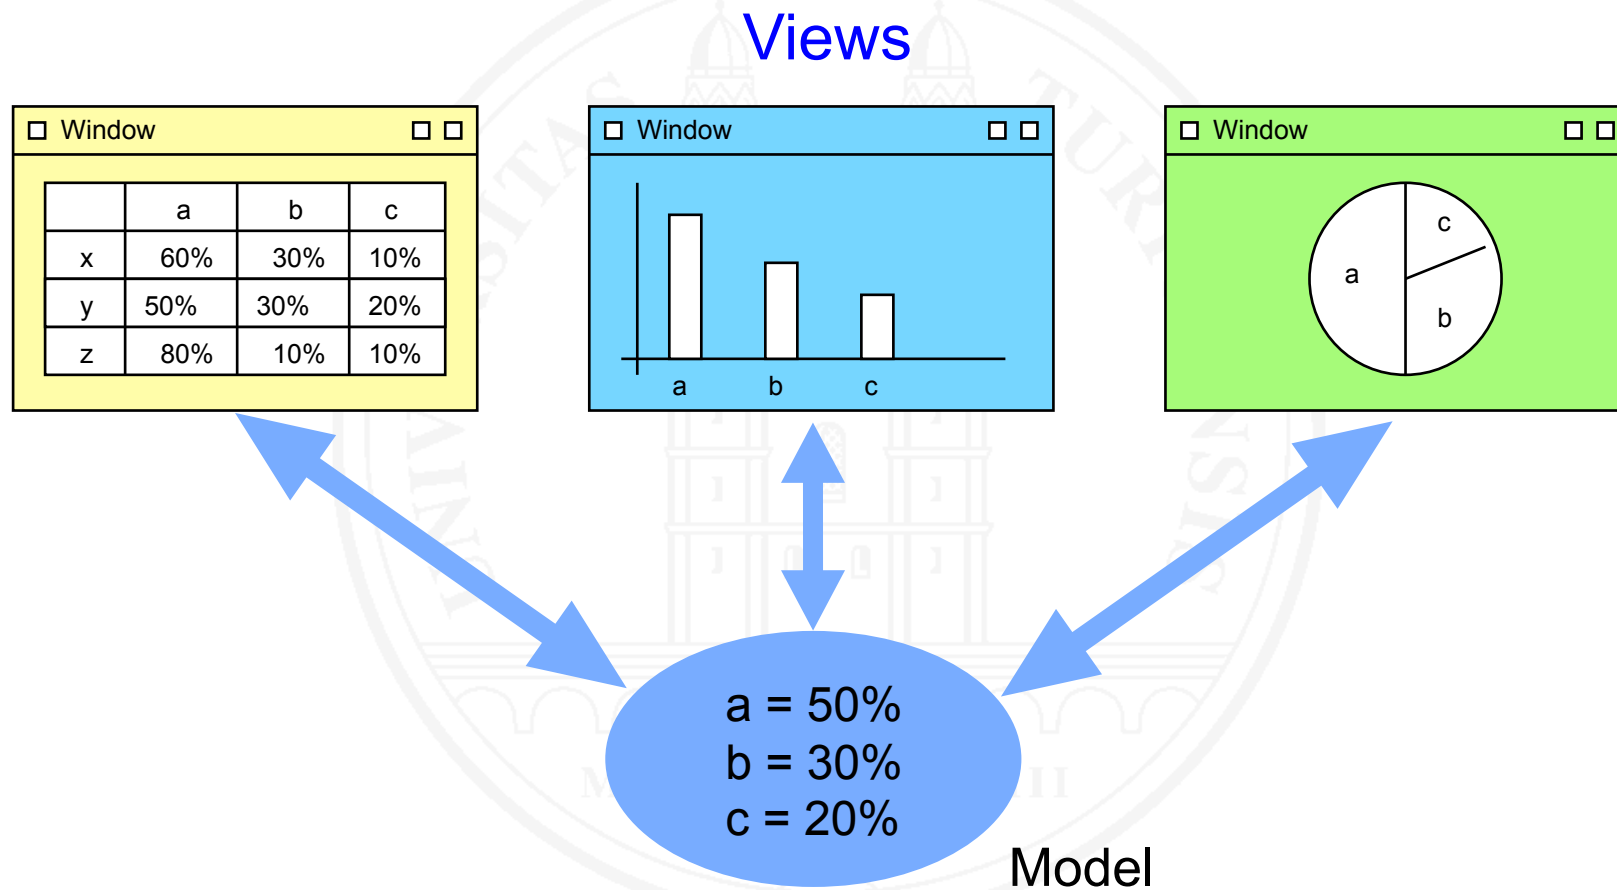 Views
Window
a b c
x 60% 30% 10%
y 50% 30% 20%
z 80% 10% 10%
Window
a b c
Window
a
c
b
a = 50%
b = 30%
c = 20%
Model